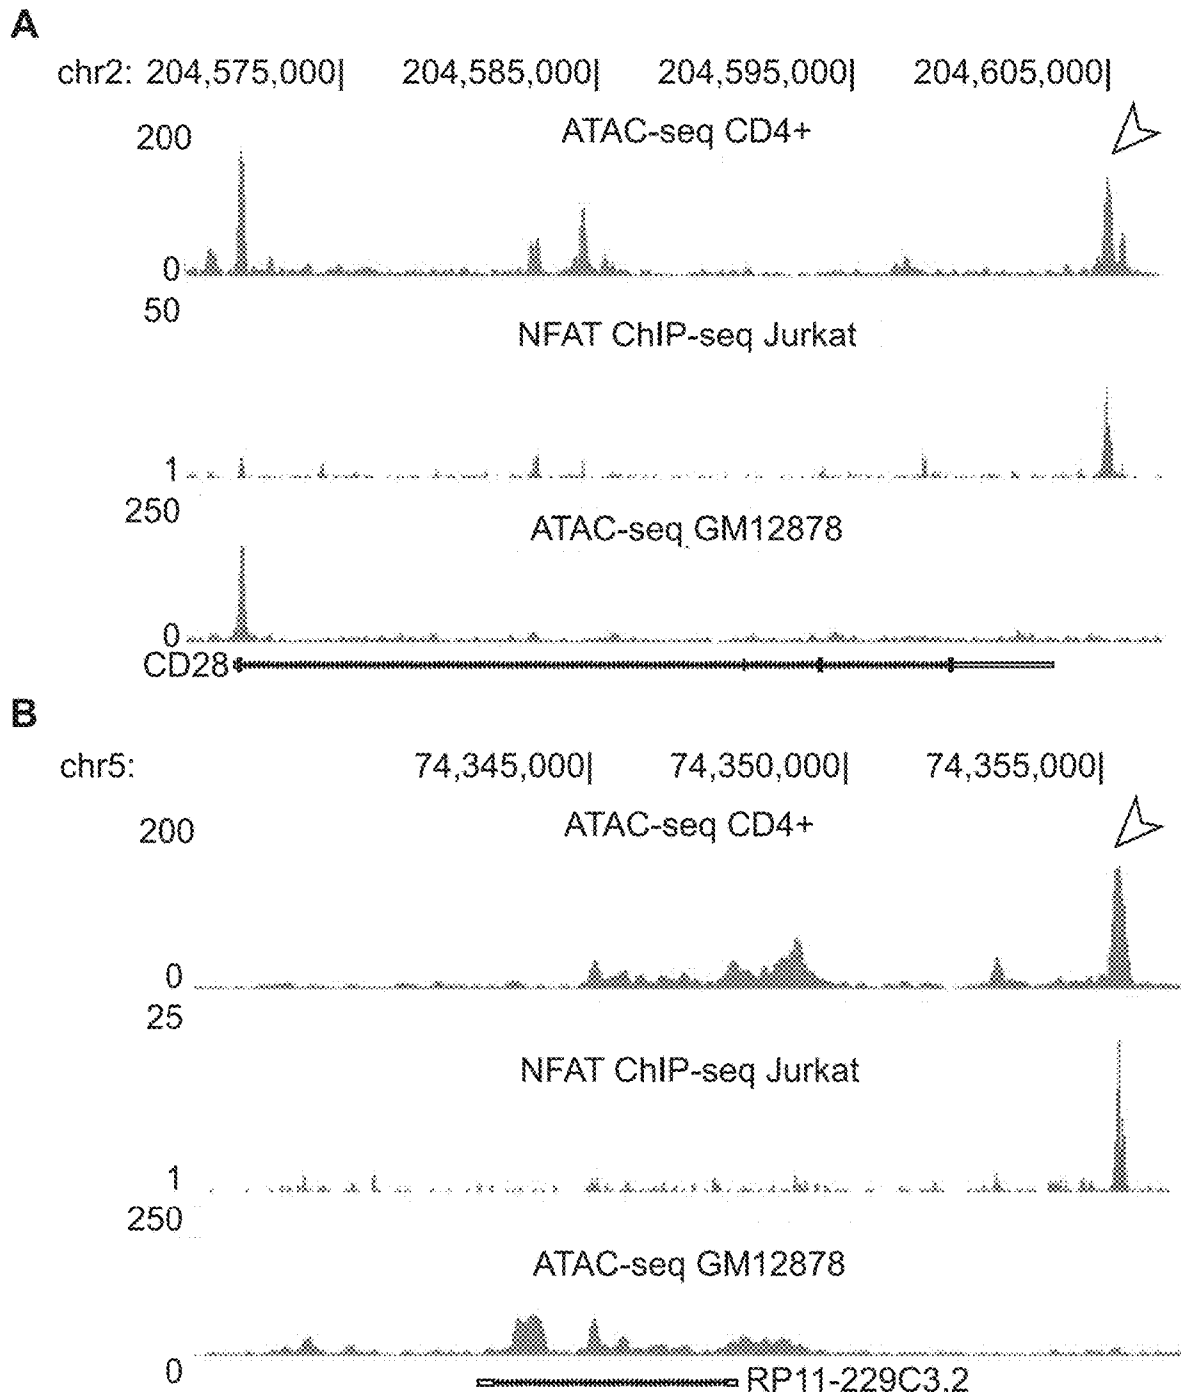 A
chr2: 204,575,000| 204,585,000| 204,595,000| 204,605,000|
ATAC-seq CD4+
200
0
50
NFAT ChIP-seq Jurkat
1
250
ATAC-seq GM12878
0
CD28
B
chr5: 74,345,000| 74,350,000| 74,355,000|
ATAC-seq CD4+
200
0
25
NFAT ChIP-seq Jurkat
1
250
ATAC-seq GM12878
0
RP11-229C3.2